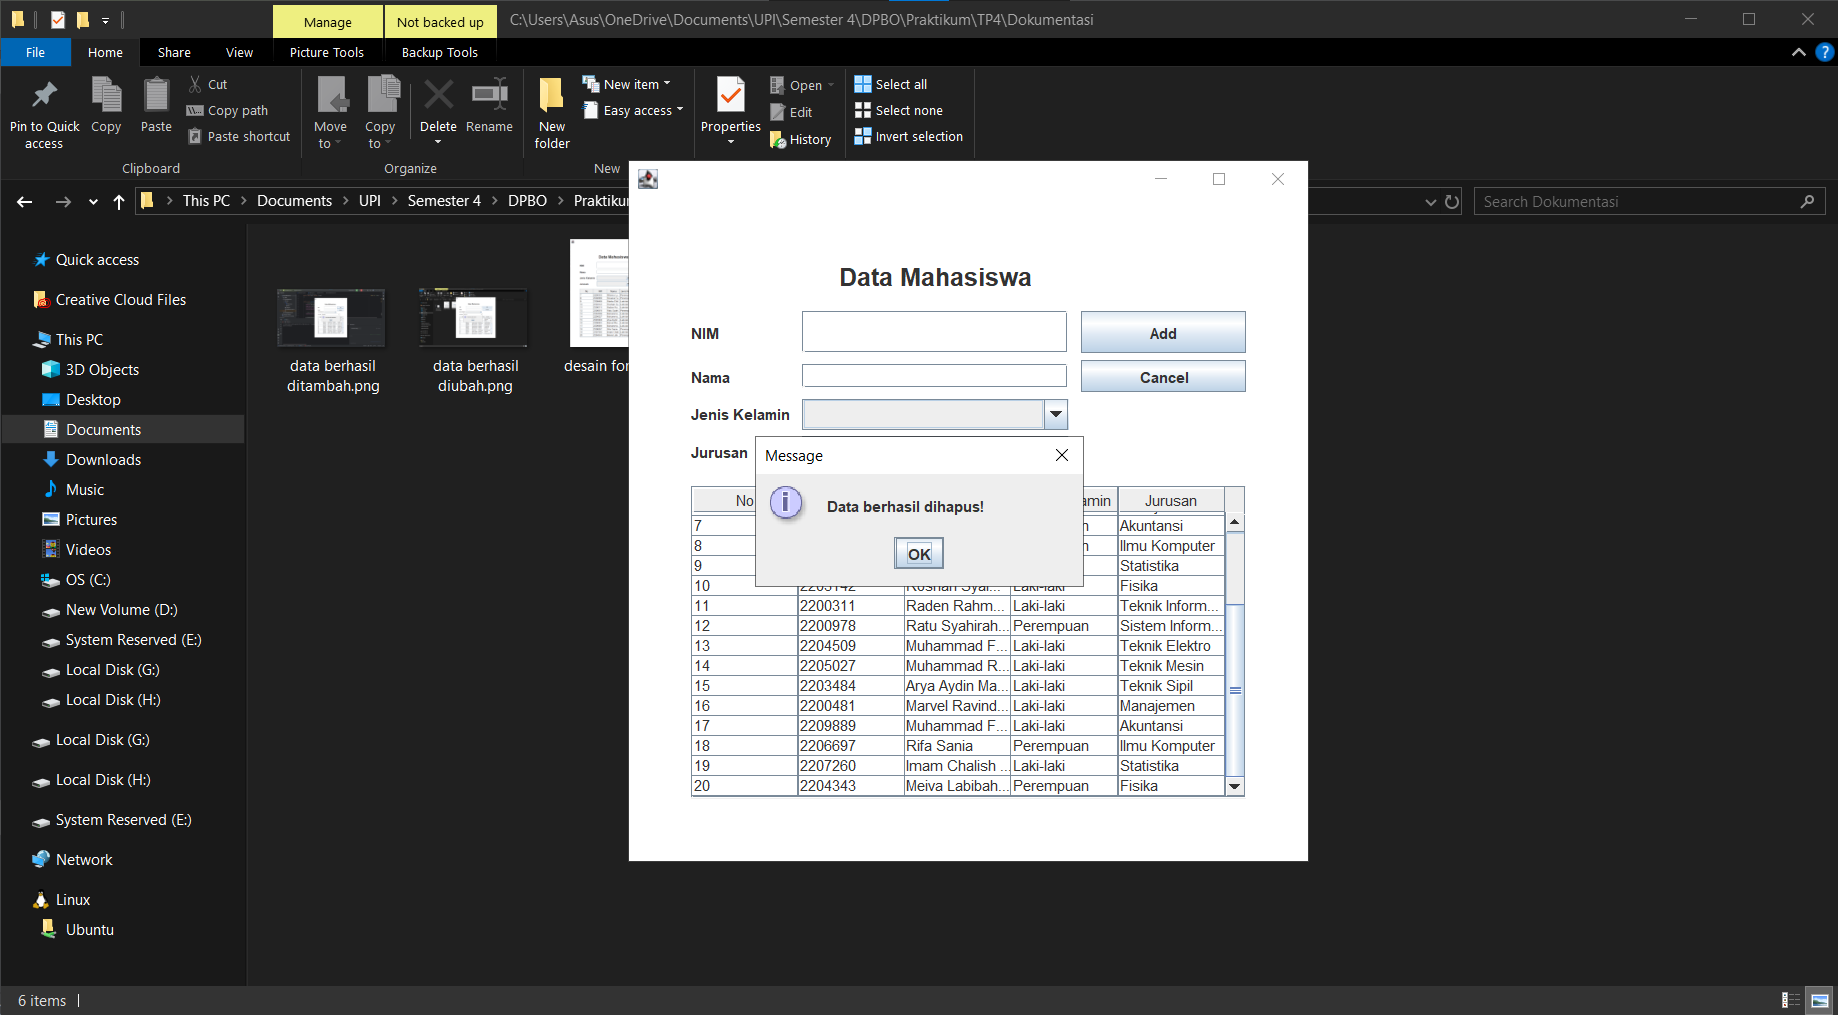 Manage
Not backed up
C:\Users\Asus\OneDrive\Documents\UPI\Semester 4\DPBO\Praktikum\TP4\Dokumentasi
File
Home
Share
View
Picture Tools
Backup Tools
Pin to Quick access
Copy
Paste
Cut
Copy path
Paste shortcut
Clipboard
Move to
Copy to
Delete
Rename
Organize
New folder
New item
Easy access
New
Properties
Open
Edit
History
Select all
Select none
Invert selection
This PC
Documents
UPI
Semester 4
DPBO
Praktiku
Search Dokumentasi
Quick access
Creative Cloud Files
This PC
3D Objects
Desktop
Documents
Downloads
Music
Pictures
Videos
OS (C:)
New Volume (D:)
System Reserved (E:)
Local Disk (G:)
Local Disk (H:)
Local Disk (G:)
Local Disk (H:)
System Reserved (E:)
Network
Linux
Ubuntu
data berhasil
ditambah.png
data berhasil
diubah.png
desain for
Data Mahasiswa
NIM
Add
Nama
Cancel
Jenis Kelamin
Jurusan
Message
Data berhasil dihapus!
OK
No amin Jurusan
7 n Akuntansi
8 n Ilmu Komputer
9 Statistika
10 2203142 Roshan Syal... Laki-laki Fisika
11 2200311 Raden Rahm... Laki-laki Teknik Inform...
12 2200978 Ratu Syahirah... Perempuan Sistem Inform...
13 2204509 Muhammad F... Laki-laki Teknik Elektro
14 2205027 Muhammad R... Laki-laki Teknik Mesin
15 2203484 Arya Aydin Ma... Laki-laki Teknik Sipil
16 2200481 Marvel Ravind... Laki-laki Manajemen
17 2209889 Muhammad F... Laki-laki Akuntansi
18 2206697 Rifa Sania Perempuan Ilmu Komputer
19 2207260 Imam Chalish ... Laki-laki Statistika
20 2204343 Meiva Labibah... Perempuan Fisika
6 items